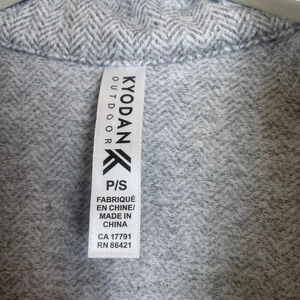 KYODAN
OUTDOOR
P/S
FABRIQUÉ
EN CHINE/
MADE IN
CHINA
CA 17791
RN 86421